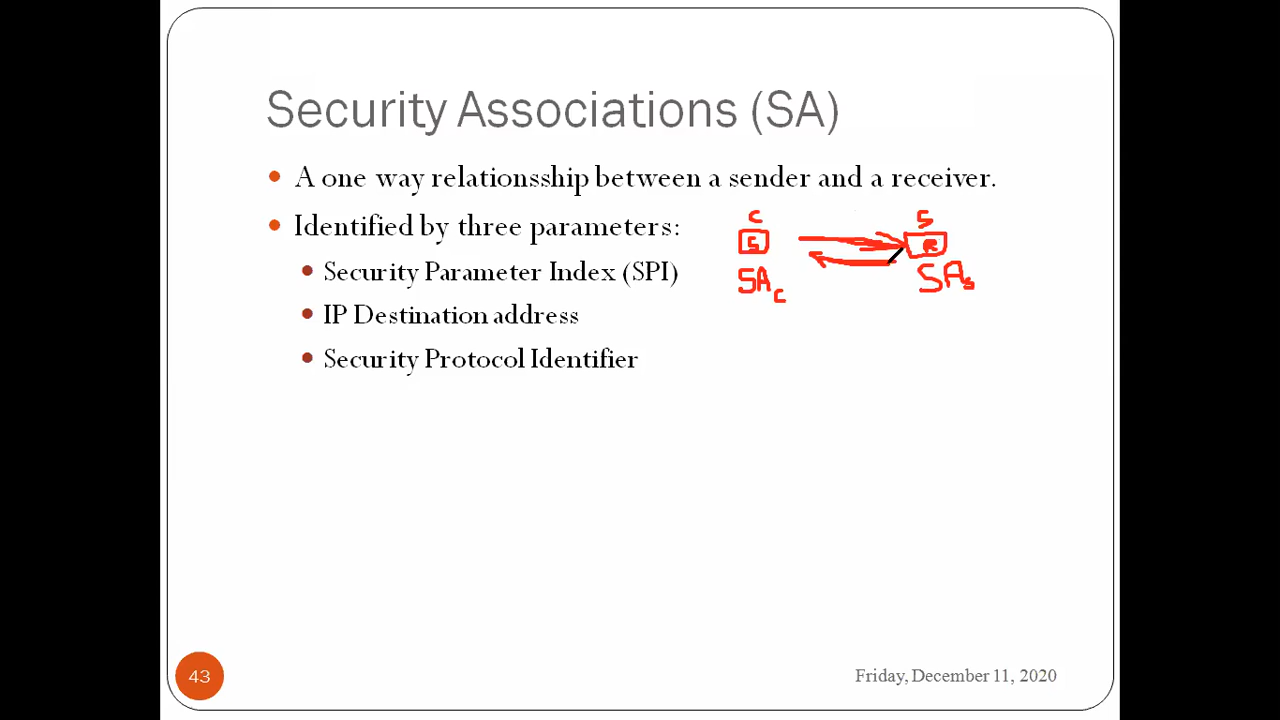 Security Associations (SA)
A one way relationsship between a sender and a receiver.
Identified by three parameters:
Security Parameter Index (SPI)
IP Destination address
Security Protocol Identifier
C S
S R
SAc SAs
43
Friday, December 11, 2020